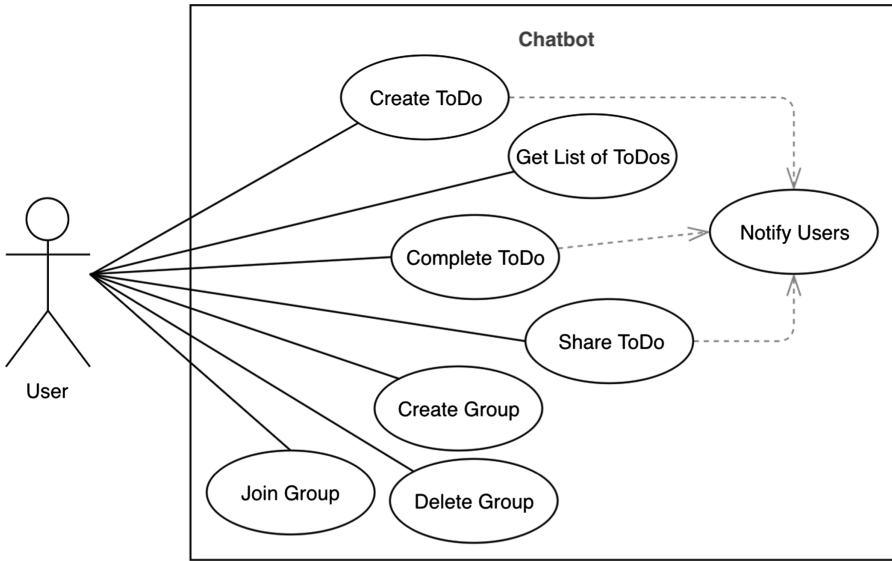 Chatbot
Create ToDo
Get List of ToDos
Notify Users
Complete ToDo
Share ToDo
User
Create Group
Join Group
Delete Group